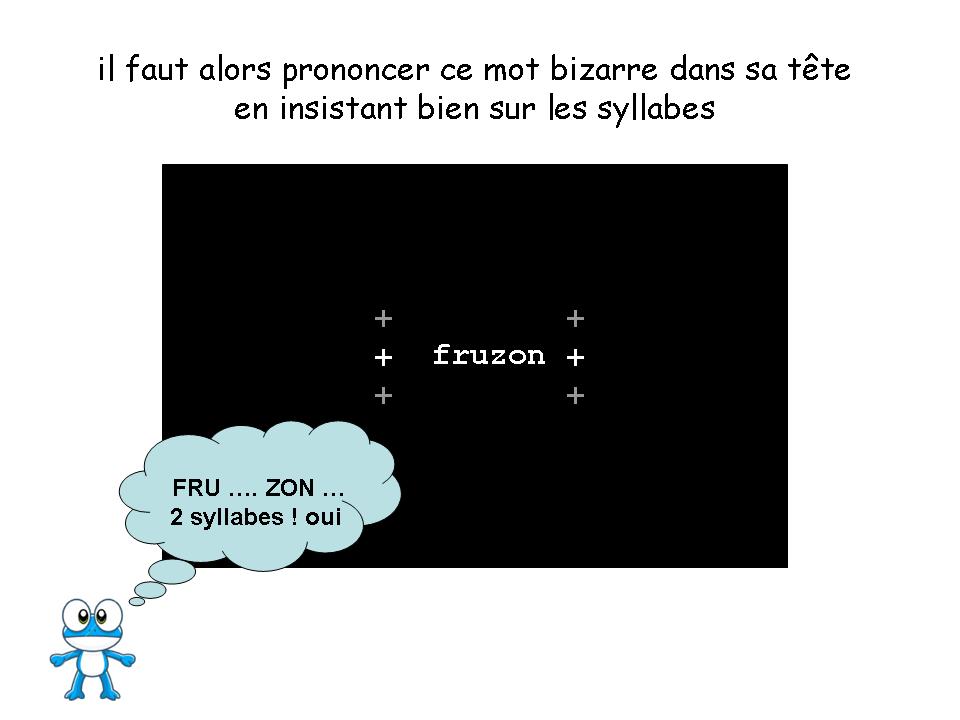 il faut alors prononcer ce mot bizarre dans sa tête
en insistant bien sur les syllabes
+ +
+ fruzon +
+ +
FRU .... ZON ...
2 syllabes ! oui